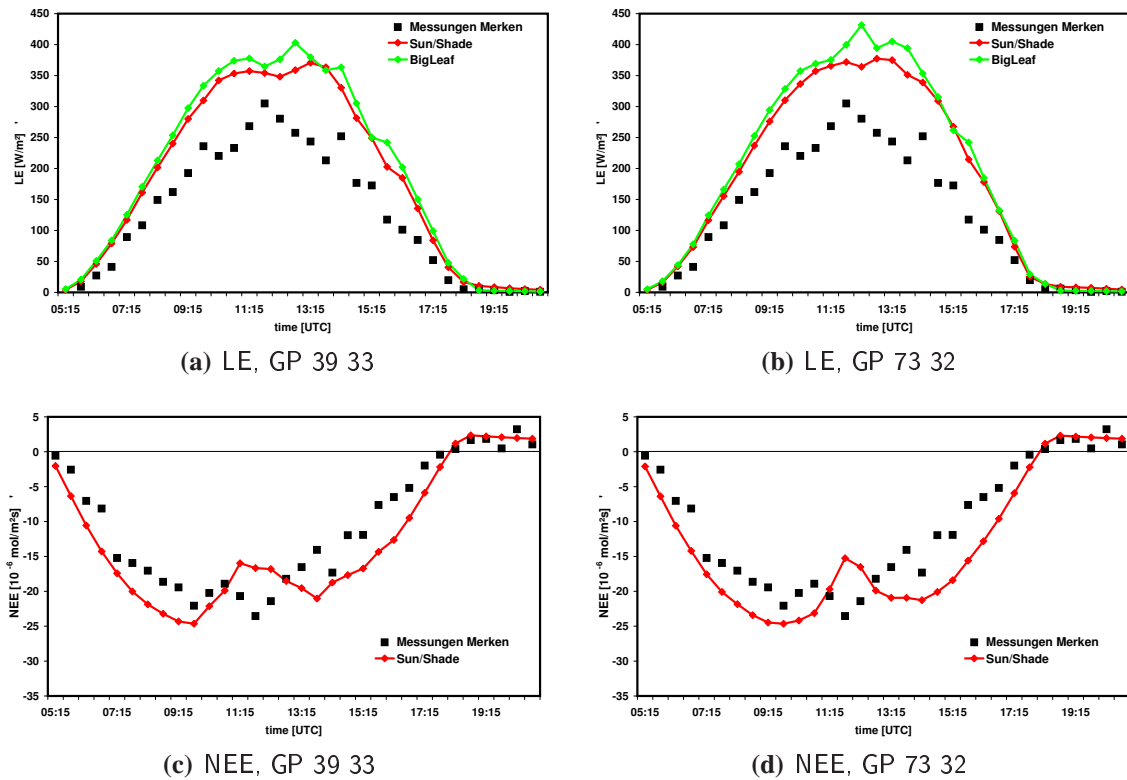 450
400
350
300
250
200
150
100
50
0
LE [W/m²] '
Messungen Merken
Sun/Shade
BigLeaf
05:15 07:15 09:15 11:15 13:15 15:15 17:15 19:15
time [UTC]
(a) LE, GP 39 33
450
400
350
300
250
200
150
100
50
0
LE [W/m²] '
Messungen Merken
Sun/Shade
BigLeaf
05:15 07:15 09:15 11:15 13:15 15:15 17:15 19:15
time [UTC]
(b) LE, GP 73 32
5
0
-5
-10
-15
-20
-25
-30
-35
NEE [10 -6 mol/m²s] '
Messungen Merken
Sun/Shade
05:15 07:15 09:15 11:15 13:15 15:15 17:15 19:15
time [UTC]
(c) NEE, GP 39 33
5
0
-5
-10
-15
-20
-25
-30
-35
NEE [10 -6 mol/m²s] '
Messungen Merken
Sun/Shade
05:15 07:15 09:15 11:15 13:15 15:15 17:15 19:15
time [UTC]
(d) NEE, GP 73 32